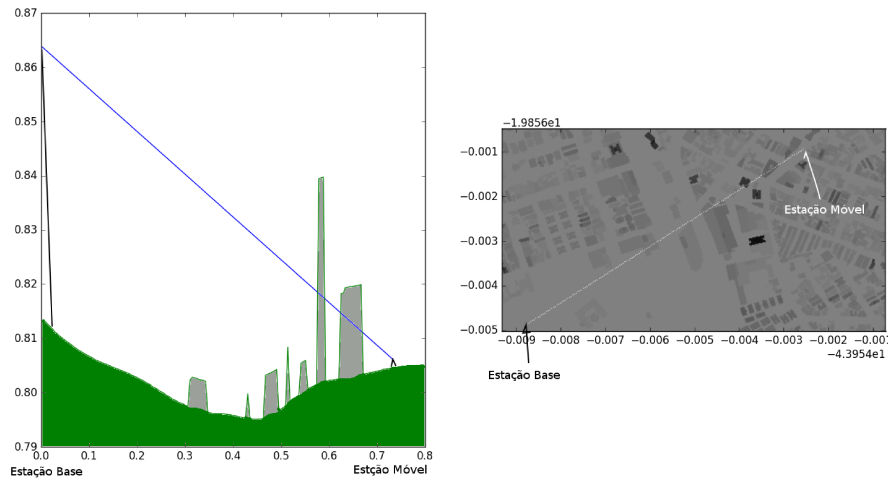 0.87
0.86
0.85
0.84
0.83
0.82
0.81
0.80
0.79
0.0 0.1 0.2 0.3 0.4 0.5 0.6 0.7 0.8
Estação Base
Estção Móvel
−1.9856e1
−0.001
−0.002
−0.003
−0.004
−0.005
−0.009 −0.008 −0.007 −0.006 −0.005 −0.004 −0.003 −0.002 −0.001
−4.3954e1
Estação Móvel
Estação Base